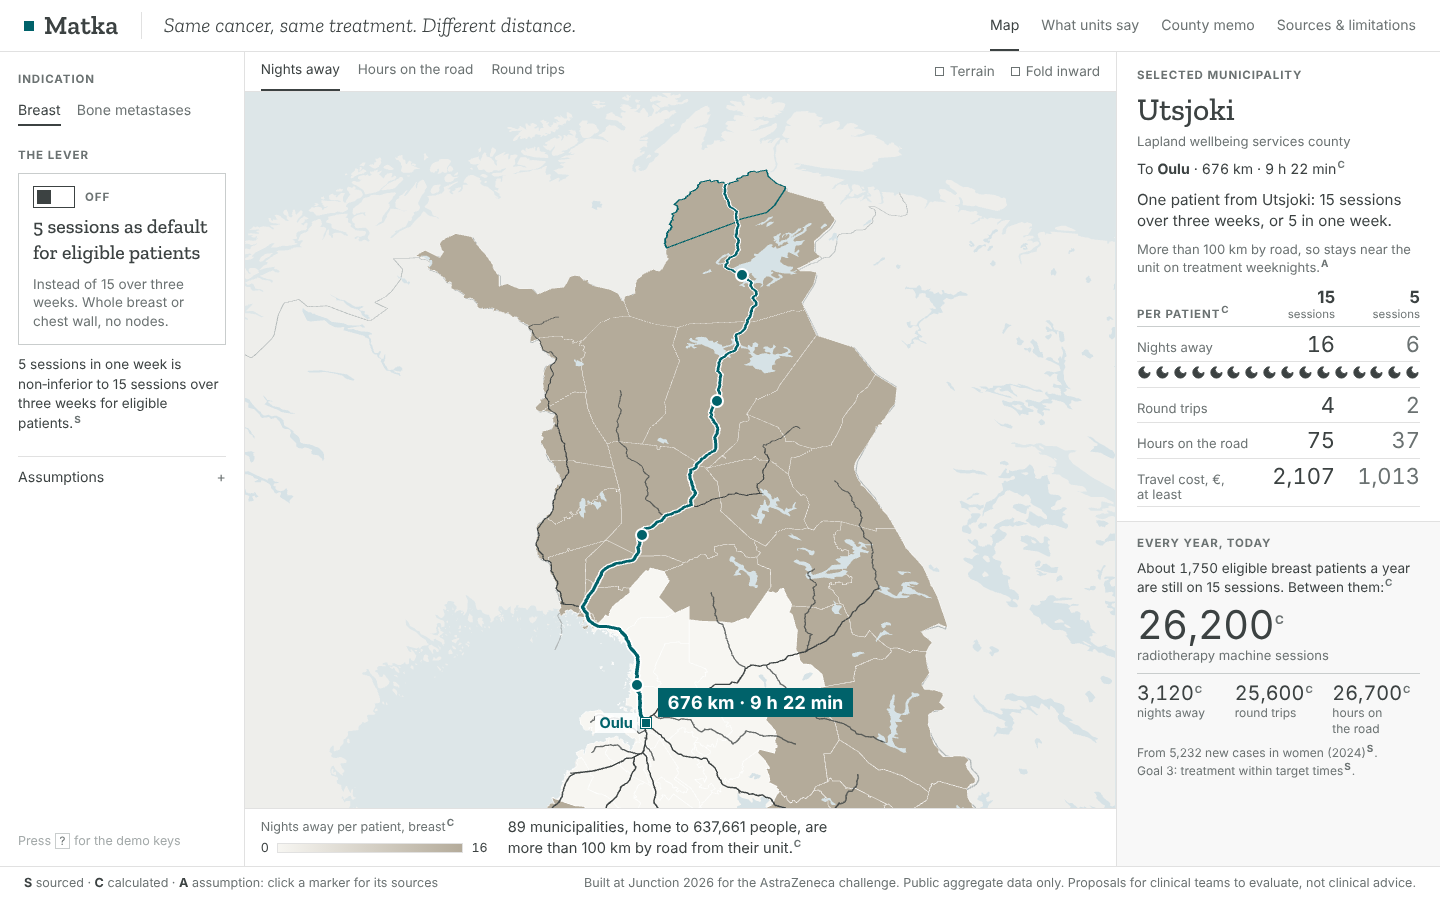 Matka
Same cancer, same treatment. Different distance.
Map
What units say
County memo
Sources & limitations
INDICATION
Breast
Bone metastases
THE LEVER
OFF
5 sessions as default
for eligible patients
Instead of 15 over three
weeks. Whole breast or
chest wall, no nodes.
5 sessions in one week is
non-inferior to 15 sessions over
three weeks for eligible
patients.S
Assumptions +
Press ? for the demo keys
Nights away
Hours on the road
Round trips
Terrain
Fold inward
676 km · 9 h 22 min
Oulu
Nights away per patient, breastC
0 16
89 municipalities, home to 637,661 people, are
more than 100 km by road from their unit.C
SELECTED MUNICIPALITY
Utsjoki
Lapland wellbeing services county
To Oulu · 676 km · 9 h 22 minC
One patient from Utsjoki: 15 sessions
over three weeks, or 5 in one week.
More than 100 km by road, so stays near the
unit on treatment weeknights.A
15 5
PER PATIENTC sessions sessions
Nights away 16 6
Round trips 4 2
Hours on the road 75 37
Travel cost, €, 2,107 1,013
at least
EVERY YEAR, TODAY
About 1,750 eligible breast patients a year
are still on 15 sessions. Between them:C
26,200C
radiotherapy machine sessions
3,120C 25,600C 26,700C
nights away round trips hours on
the road
From 5,232 new cases in women (2024)S.
Goal 3: treatment within target timesS.
S sourced · C calculated · A assumption: click a marker for its sources
Built at Junction 2026 for the AstraZeneca challenge. Public aggregate data only. Proposals for clinical teams to evaluate, not clinical advice.